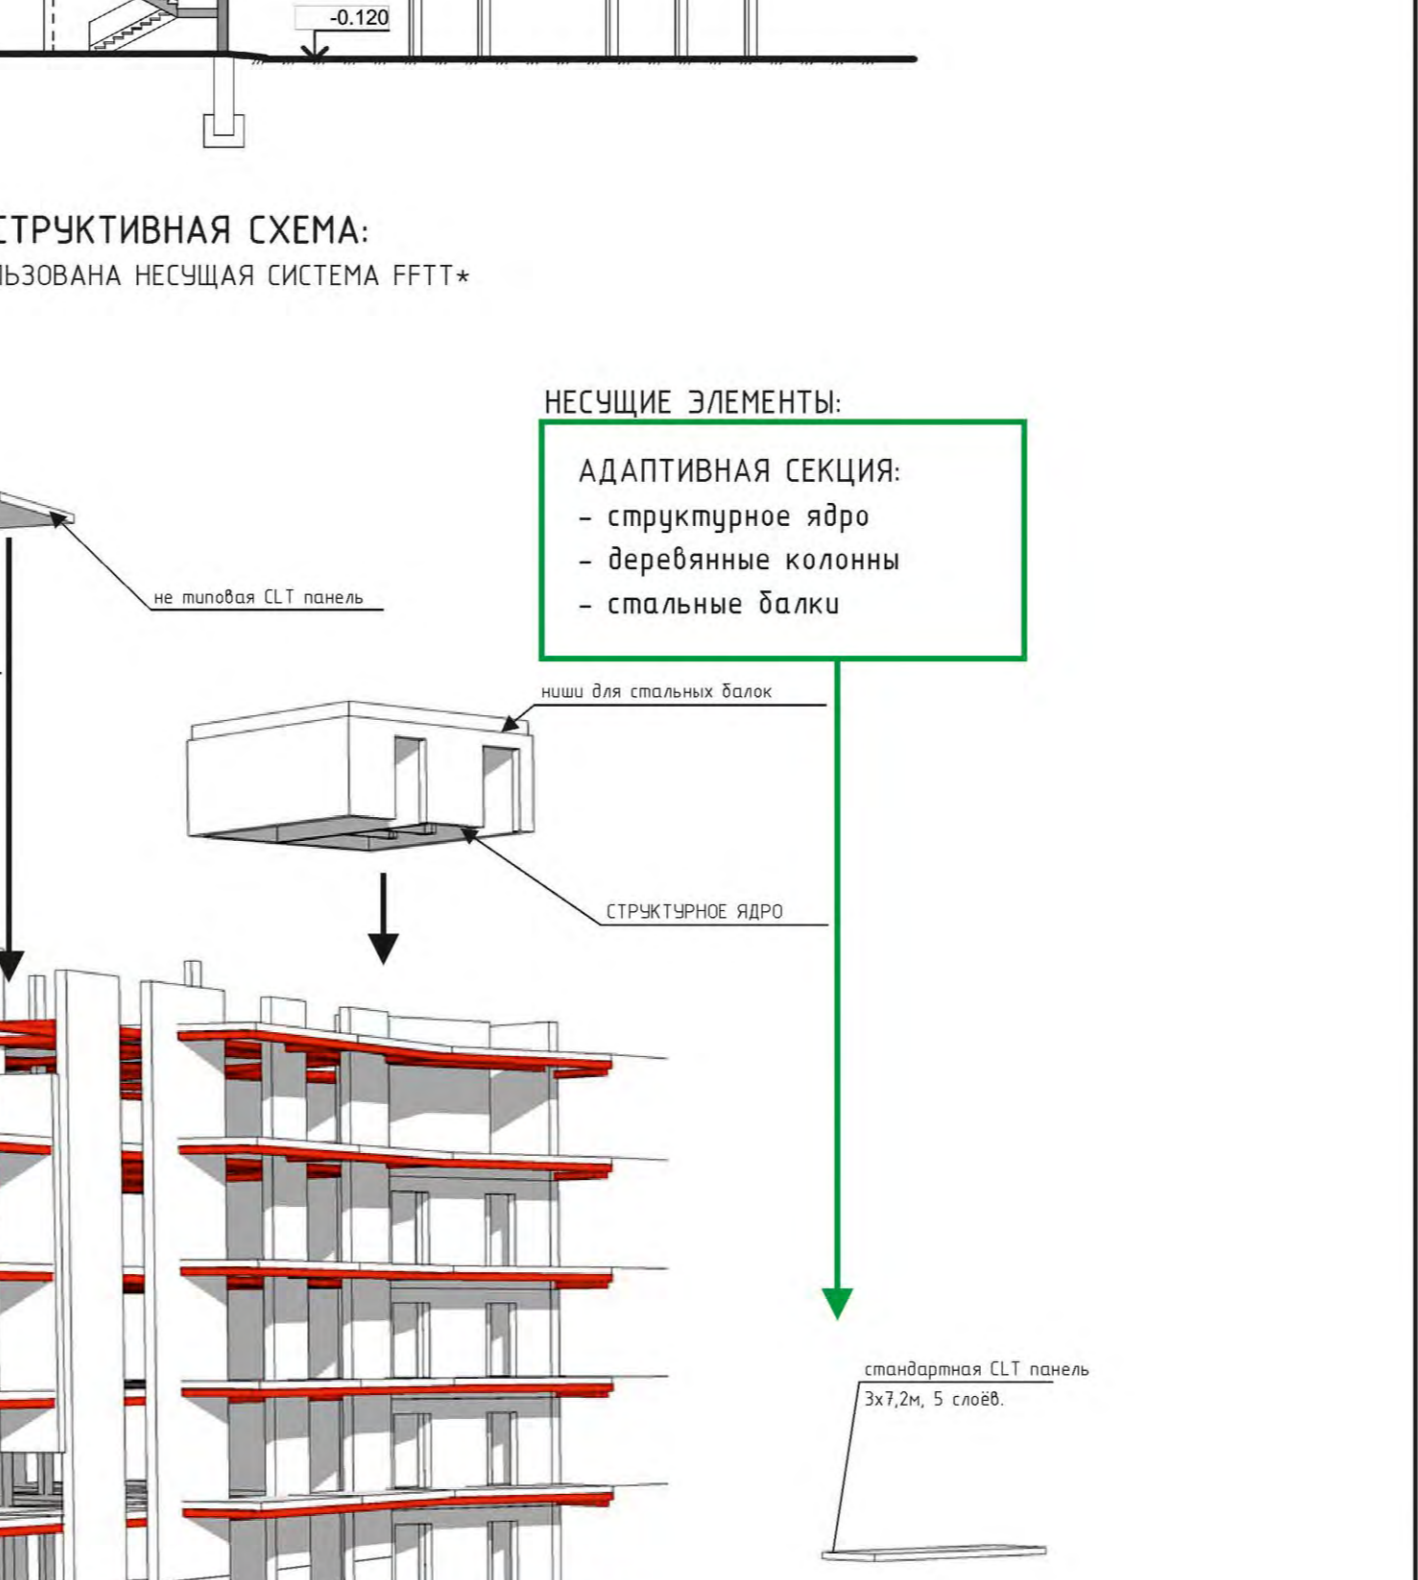 -0.120
СТРУКТИВНАЯ СХЕМА:
ЛЬЗОВАНА НЕСУЩАЯ СИСТЕМА FFTT*
НЕСУЩИЕ ЭЛЕМЕНТЫ:
АДАПТИВНАЯ СЕКЦИЯ:
- структурное ядро
- деревянные колонны
- стальные балки
не типовая CLT панель
ниши для стальных балок
СТРУКТУРНОЕ ЯДРО
стандартная CLT панель
3х7,2м, 5 слоёв.